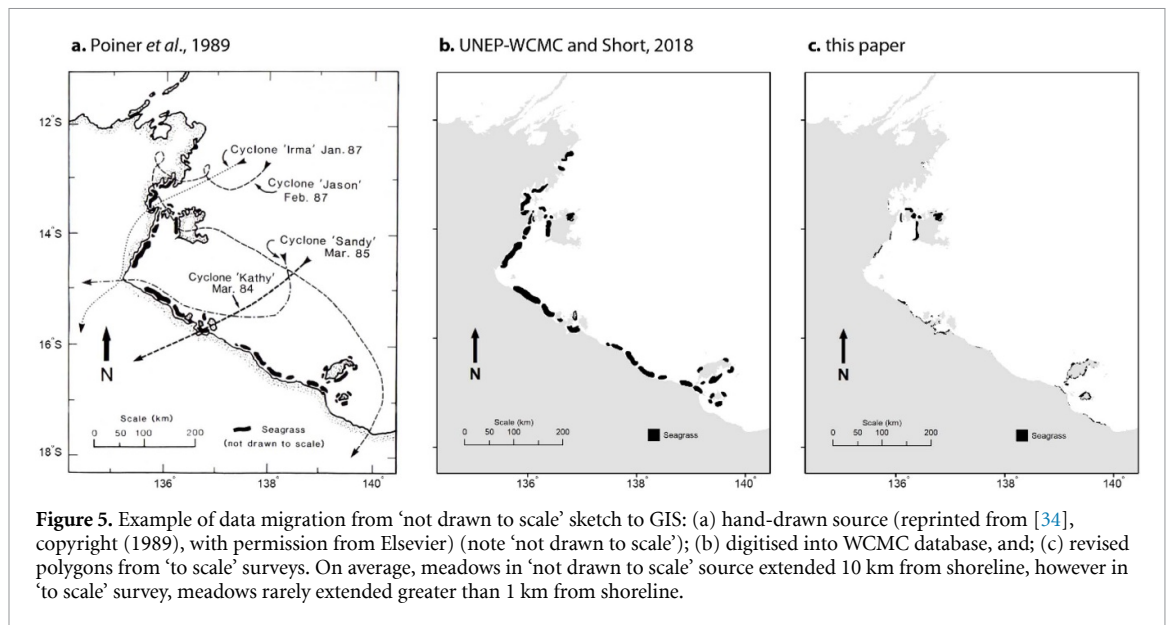 a. Poiner et al., 1989
b. UNEP-WCMC and Short, 2018
c. this paper
12°S
14°S
16°S
18°S
Cyclone 'Irma' Jan. 87
Cyclone 'Jason'
Feb. 87
Cyclone 'Sandy'
Mar. 85
Cyclone 'Kathy'
Mar. 84
N
Scale (km)
0 50 100 200
Seagrass
(not drawn to scale)
136°
138°
140°
N
Scale (km)
0 50 100 200
Seagrass
136°
138°
140°
N
Scale (km)
0 50 100 200
Seagrass
136°
138°
140°
Figure 5. Example of data migration from 'not drawn to scale' sketch to GIS: (a) hand-drawn source (reprinted from [34],
copyright (1989), with permission from Elsevier) (note 'not drawn to scale'); (b) digitised into WCMC database, and; (c) revised
polygons from 'to scale' surveys. On average, meadows in 'not drawn to scale' source extended 10 km from shoreline, however in
'to scale' survey, meadows rarely extended greater than 1 km from shoreline.